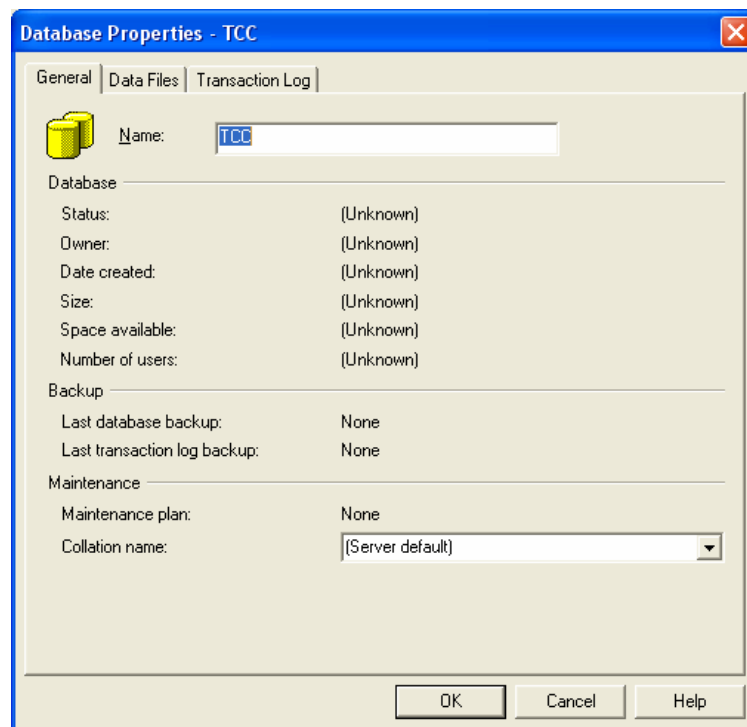 Database Properties - TCC
General Data Files Transaction Log
Name: TCC
Database
Status: (Unknown)
Owner: (Unknown)
Date created: (Unknown)
Size: (Unknown)
Space available: (Unknown)
Number of users: (Unknown)
Backup
Last database backup: None
Last transaction log backup: None
Maintenance
Maintenance plan: None
Collation name: (Server default)
OK Cancel Help